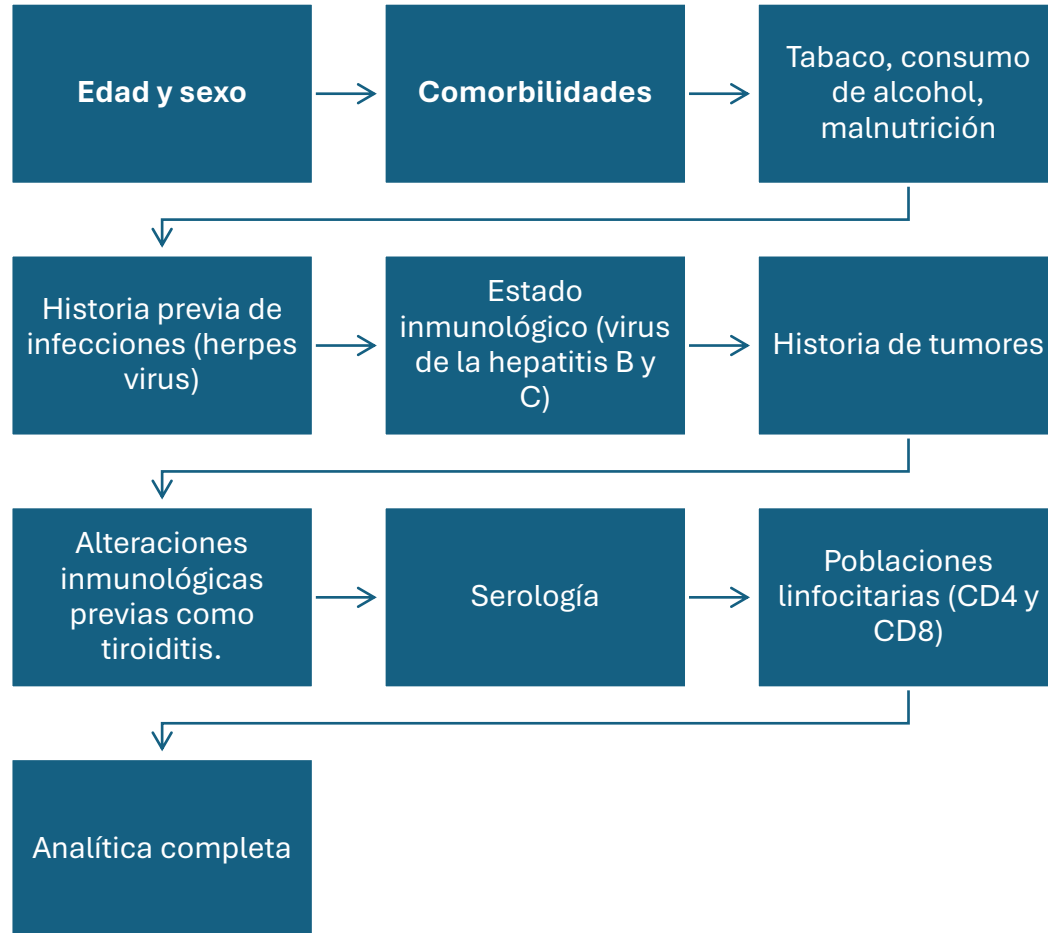 Edad y sexo
Comorbilidades
Tabaco, consumo
de alcohol,
malnutrición
Historia previa de
infecciones (herpes
virus)
Estado
inmunológico (virus
de la hepatitis B y
C)
Historia de tumores
Alteraciones
inmunológicas
previas como
tiroiditis.
Serología
Poblaciones
linfocitarias (CD4 y
CD8)
Analítica completa